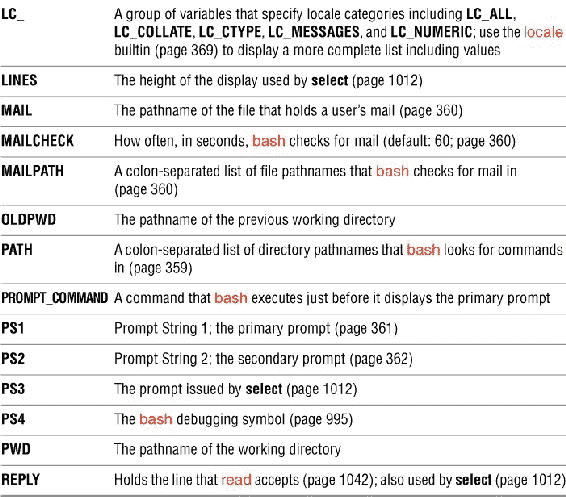 LC_ A group of variables that specify locale categories including LC_ALL,
LC_COLLATE, LC_CTYPE, LC_MESSAGES, and LC_NUMERIC; use the locale
builtin (page 369) to display a more complete list including values
LINES The height of the display used by select (page 1012)
MAIL The pathname of the file that holds a user's mail (page 360)
MAILCHECK How often, in seconds, bash checks for mail (default: 60; page 360)
MAILPATH A colon-separated list of file pathnames that bash checks for mail in
(page 360)
OLDPWD The pathname of the previous working directory
PATH A colon-separated list of directory pathnames that bash looks for commands
in (page 359)
PROMPT_COMMAND A command that bash executes just before it displays the primary prompt
PS1 Prompt String 1; the primary prompt (page 361)
PS2 Prompt String 2; the secondary prompt (page 362)
PS3 The prompt issued by select (page 1012)
PS4 The bash debugging symbol (page 995)
PWD The pathname of the working directory
REPLY Holds the line that read accepts (page 1042); also used by select (page 1012)